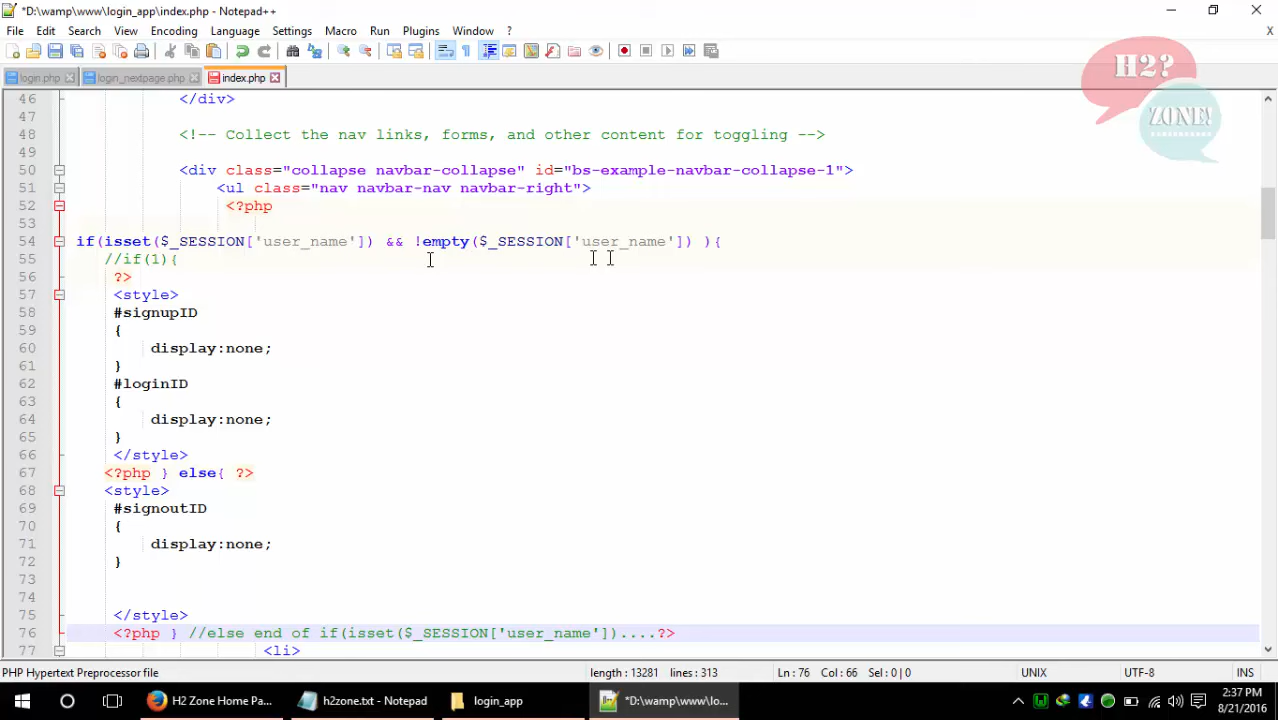 *D:\wamp\www\login_app\index.php - Notepad++
File Edit Search View Encoding Language Settings Macro Run Plugins Window ? X
login.php login_nextpage.php index.php
H2?
ZONE!
46 </div>
47
48 <!-- Collect the nav links, forms, and other content for toggling -->
49
50 <div class="collapse navbar-collapse" id="bs-example-navbar-collapse-1">
51 <ul class="nav navbar-nav navbar-right">
52 <?php
53
54 if(isset($_SESSION['user_name']) && !empty($_SESSION['user_name']) ){
55 //if(1){
56 ?>
57 <style>
58 #signupID
59 {
60 display:none;
61 }
62 #loginID
63 {
64 display:none;
65 }
66 </style>
67 <?php } else{ ?>
68 <style>
69 #signoutID
70 {
71 display:none;
72 }
73
74
75 </style>
76 <?php } //else end of if(isset($_SESSION['user_name'])....?>
77 <li>
PHP Hypertext Preprocessor file length : 13281 lines : 313 Ln : 76 Col : 66 Sel : 0 | 0 UNIX UTF-8 INS
H2 Zone Home Pa... h2zone.txt - Notepad login_app *D:\wamp\www\lo... 2:37 PM
8/21/2016